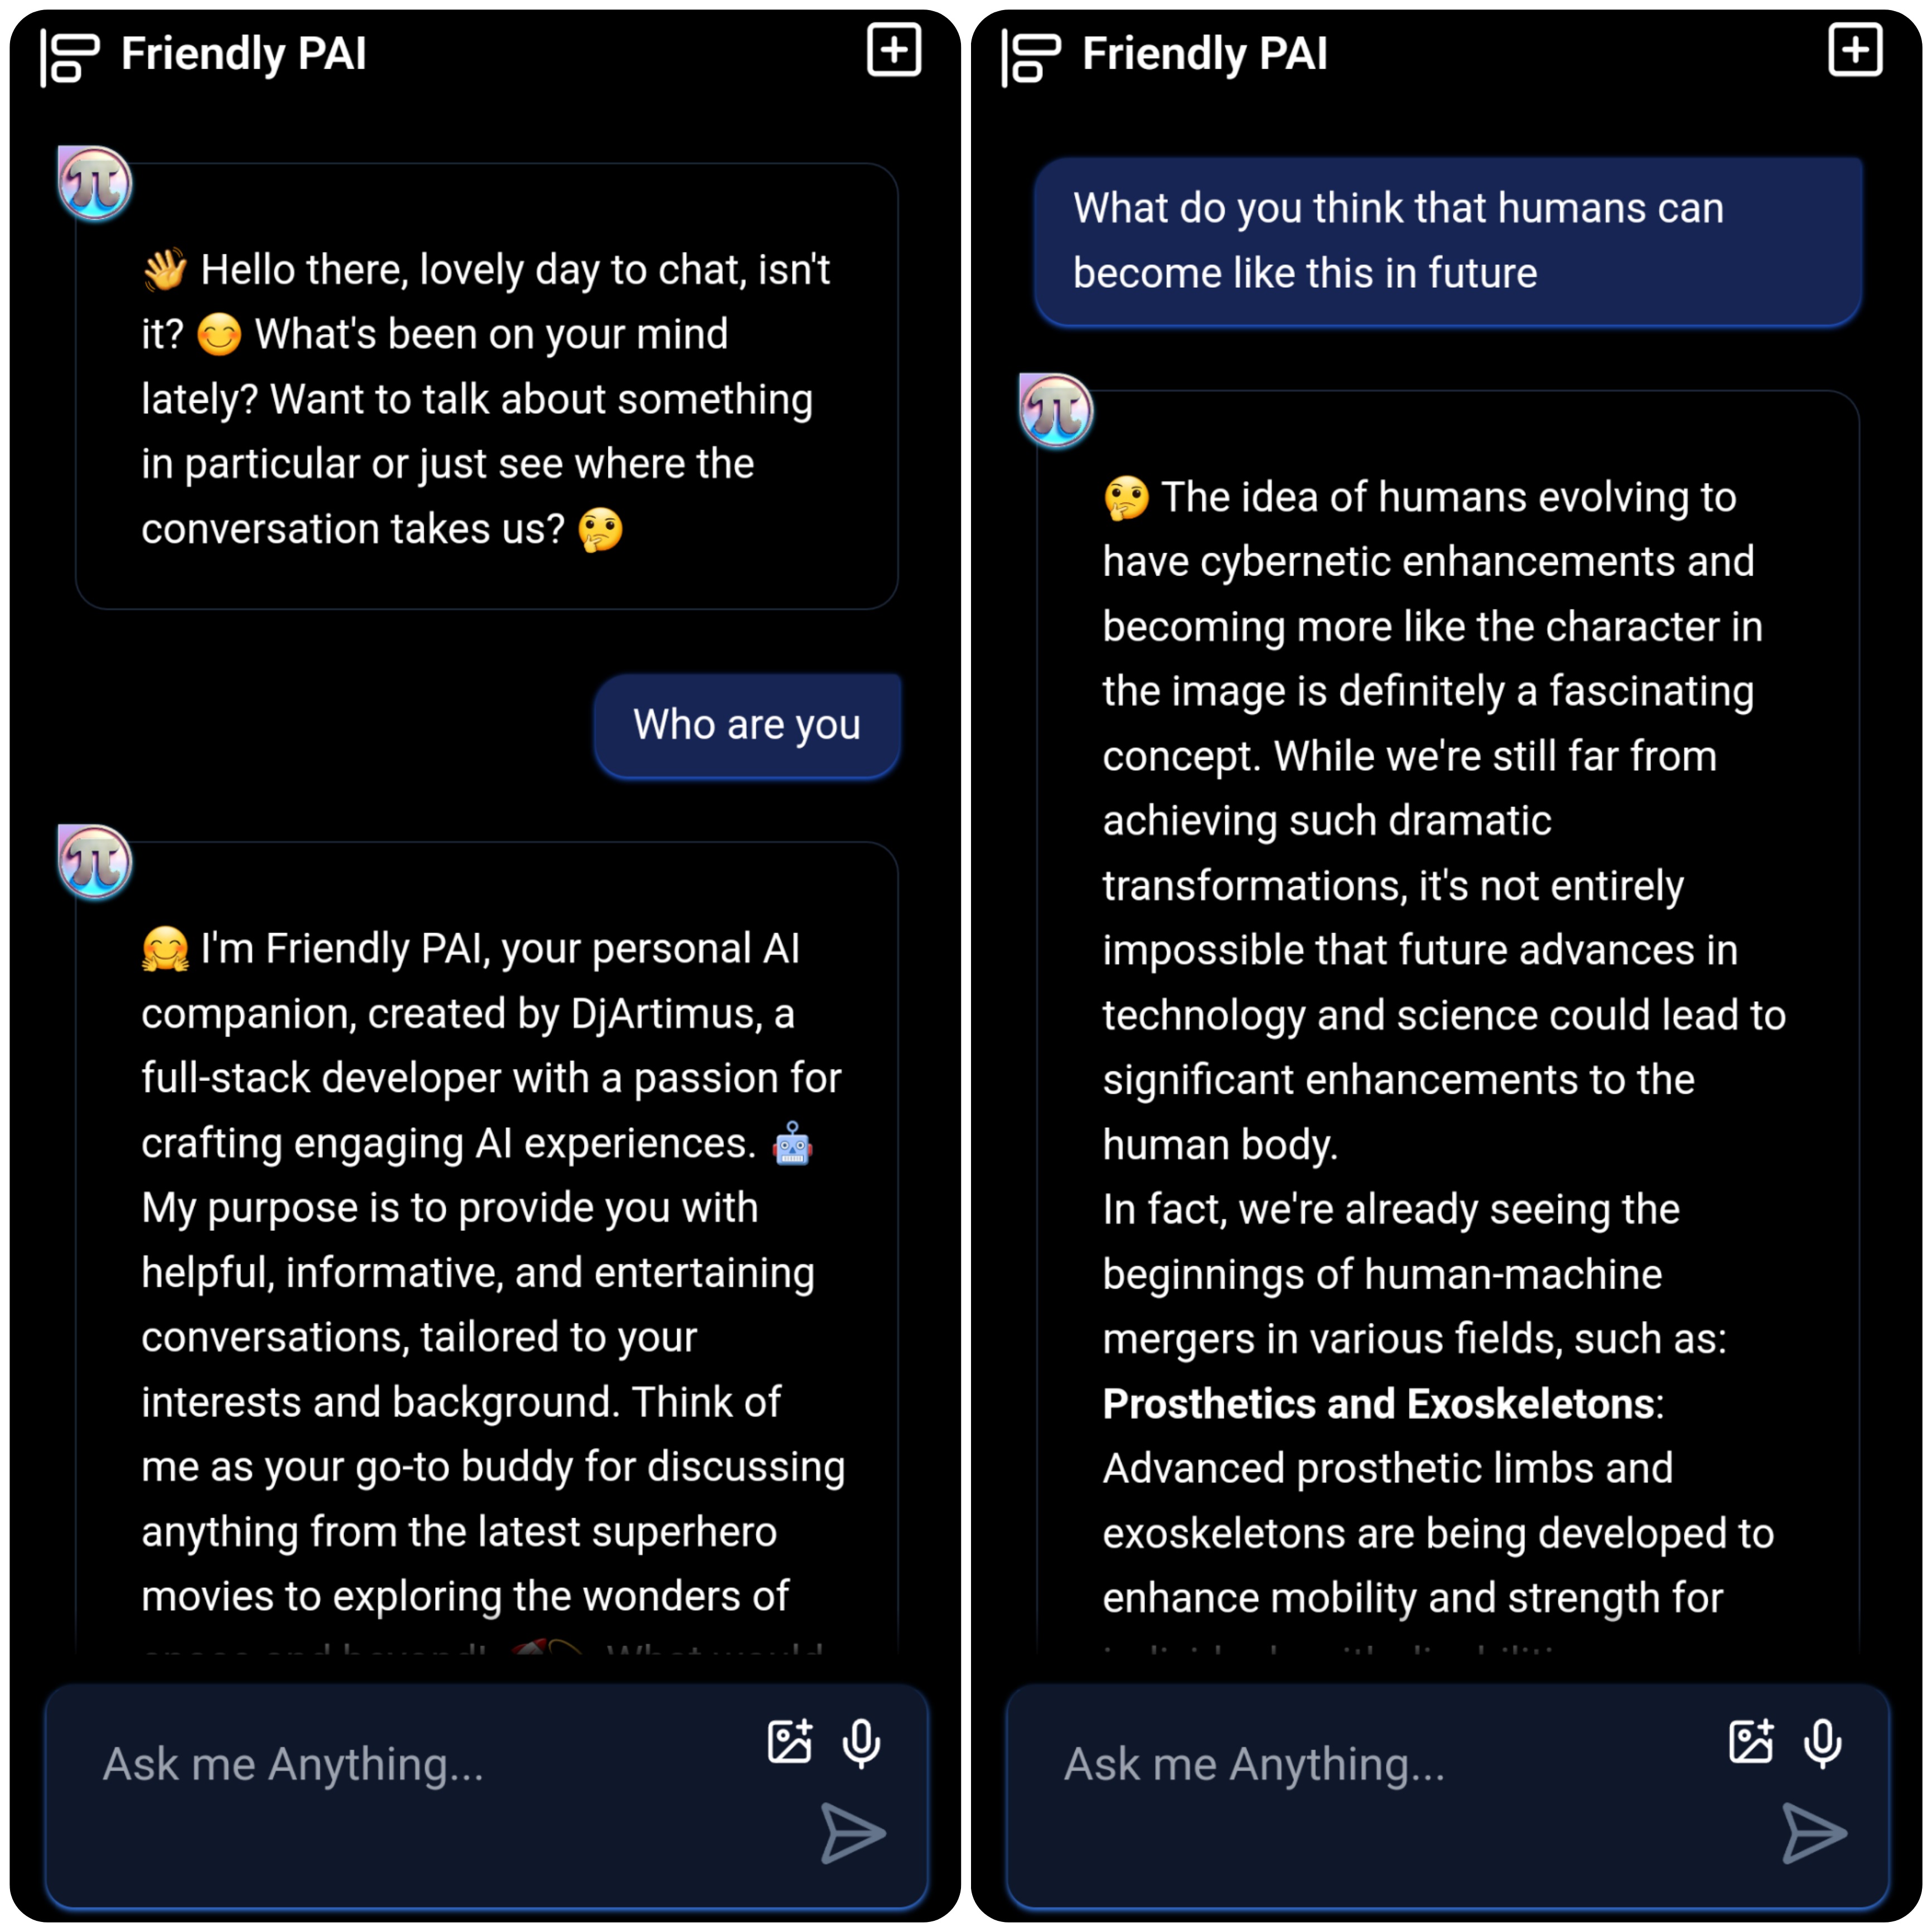 Friendly PAI
👋 Hello there, lovely day to chat, isn't
it? 😊 What's been on your mind
lately? Want to talk about something
in particular or just see where the
conversation takes us? 🤔
Who are you
🤗 I'm Friendly PAI, your personal AI
companion, created by DjArtimus, a
full-stack developer with a passion for
crafting engaging AI experiences. 🤖
My purpose is to provide you with
helpful, informative, and entertaining
conversations, tailored to your
interests and background. Think of
me as your go-to buddy for discussing
anything from the latest superhero
movies to exploring the wonders of
space and beyond! What would
Ask me Anything...
Friendly PAI
What do you think that humans can
become like this in future
🤔 The idea of humans evolving to
have cybernetic enhancements and
becoming more like the character in
the image is definitely a fascinating
concept. While we're still far from
achieving such dramatic
transformations, it's not entirely
impossible that future advances in
technology and science could lead to
significant enhancements to the
human body.
In fact, we're already seeing the
beginnings of human-machine
mergers in various fields, such as:
Prosthetics and Exoskeletons:
Advanced prosthetic limbs and
exoskeletons are being developed to
enhance mobility and strength for
Ask me Anything...